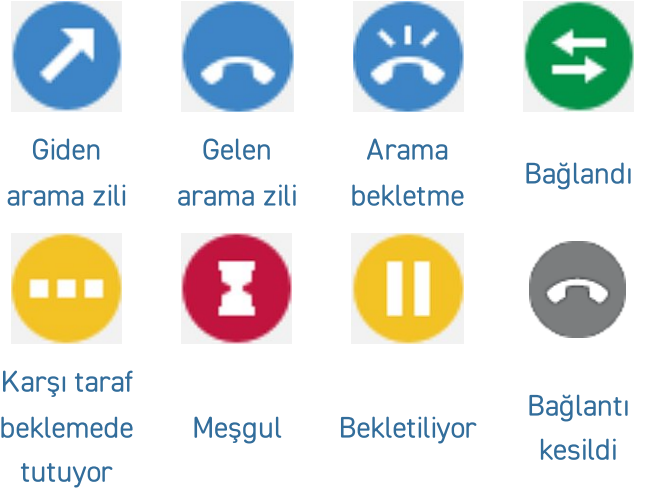 Giden
arama zili
Gelen
arama zili
Arama
bekletme
Bağlandı
Karşı taraf
beklemede
tutuyor
Meşgul
Bekletiliyor
Bağlantı
kesildi